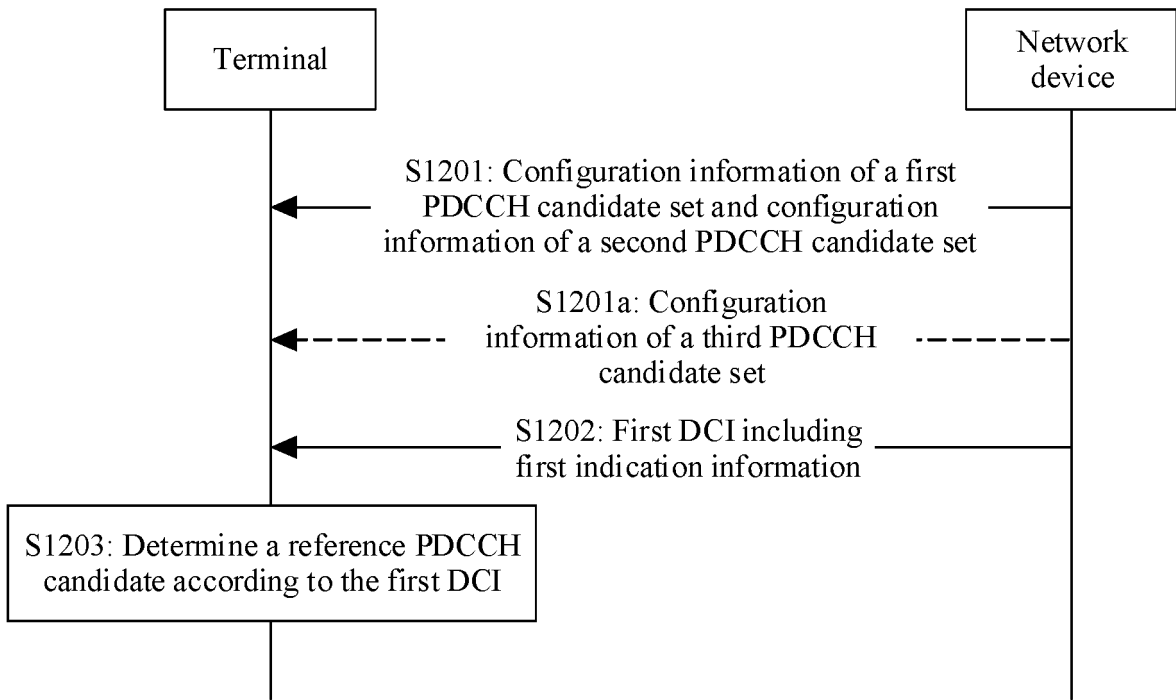 Terminal
Network
device
S1201: Configuration information of a first
PDCCH candidate set and configuration
information of a second PDCCH candidate set
S1201a: Configuration
information of a third PDCCH
candidate set
S1202: First DCI including
first indication information
S1203: Determine a reference PDCCH
candidate according to the first DCI